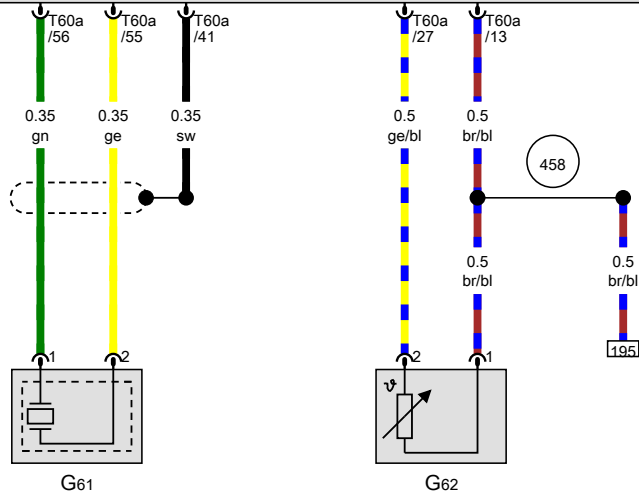 T60a
/56
T60a
/55
T60a
/41
T60a
/27
T60a
/13
0.35
gn
0.35
ge
0.35
sw
0.5
ge/bl
0.5
br/bl
458
0.5
br/bl
0.5
br/bl
195
1
2
2
1
ϑ
G61
G62